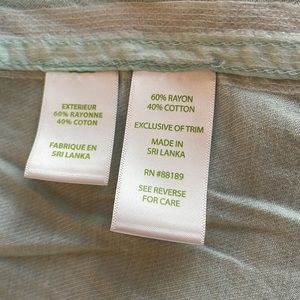 EXTERIEUR
60% RAYONNE
40% COTON
FABRIQUE EN
SRI LANKA
60% RAYON
40% COTTON
EXCLUSIVE OF TRIM
MADE IN
SRI LANKA
RN #88189
SEE REVERSE
FOR CARE